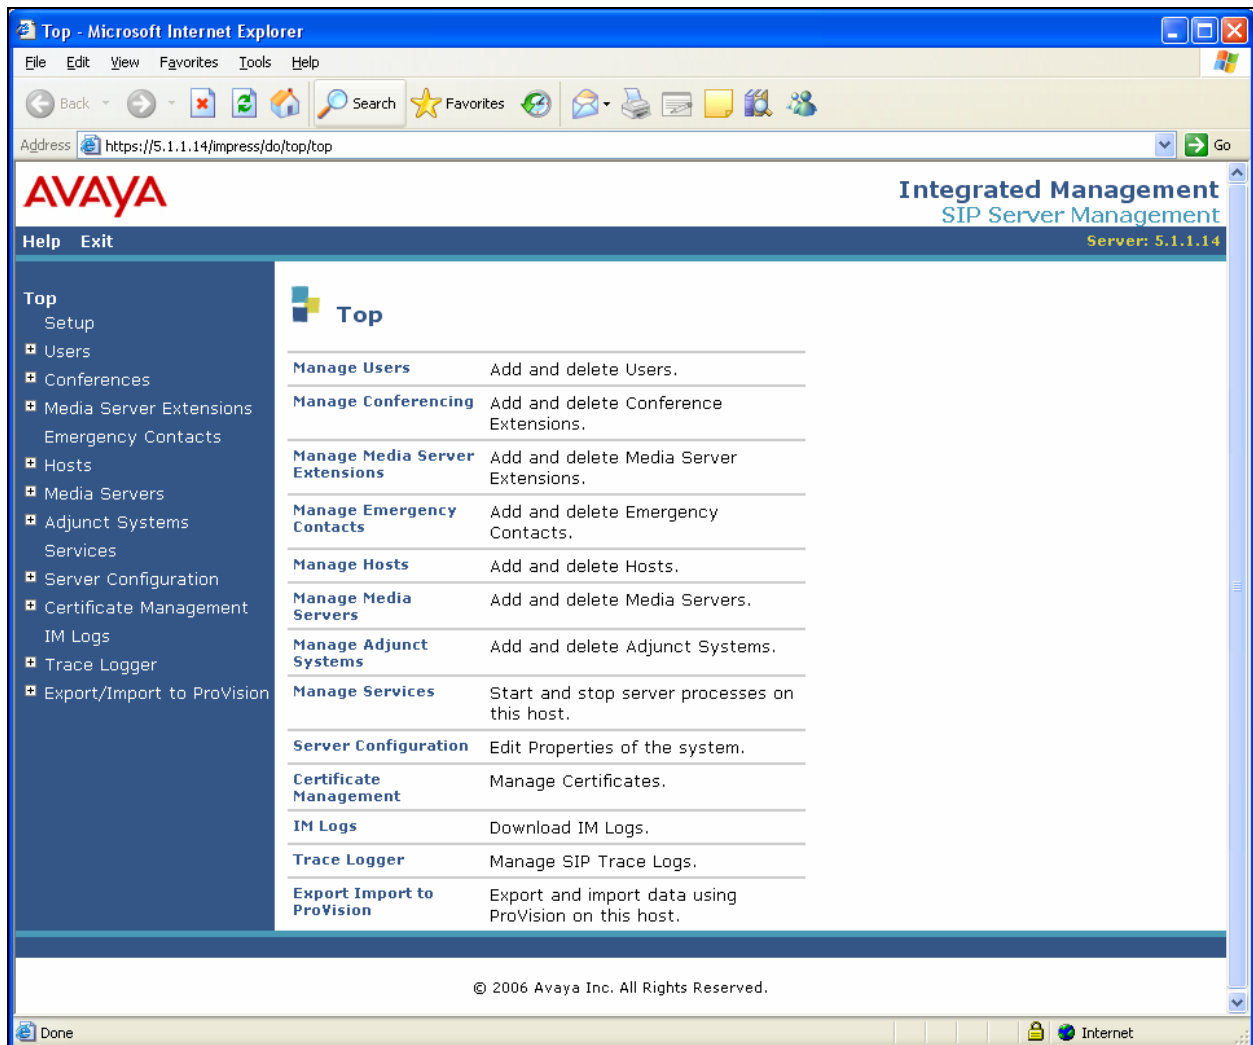 Top - Microsoft Internet Explorer
File Edit View Favorites Tools Help
Back Search Favorites
Address https://5.1.1.14/impress/do/top/top Go
AVAYA
Integrated Management
SIP Server Management
Help Exit
Server: 5.1.1.14
Top
Setup
Users
Conferences
Media Server Extensions
Emergency Contacts
Hosts
Media Servers
Adjunct Systems
Services
Server Configuration
Certificate Management
IM Logs
Trace Logger
Export/Import to ProVision
Top
Manage Users Add and delete Users.
Manage Conferencing Add and delete Conference
Extensions.
Manage Media Server Add and delete Media Server
Extensions Extensions.
Manage Emergency Add and delete Emergency
Contacts Contacts.
Manage Hosts Add and delete Hosts.
Manage Media Add and delete Media Servers.
Servers
Manage Adjunct Add and delete Adjunct Systems.
Systems
Manage Services Start and stop server processes on
this host.
Server Configuration Edit Properties of the system.
Certificate Manage Certificates.
Management
IM Logs Download IM Logs.
Trace Logger Manage SIP Trace Logs.
Export Import to Export and import data using
ProVision ProVision on this host.
© 2006 Avaya Inc. All Rights Reserved.
Done Internet